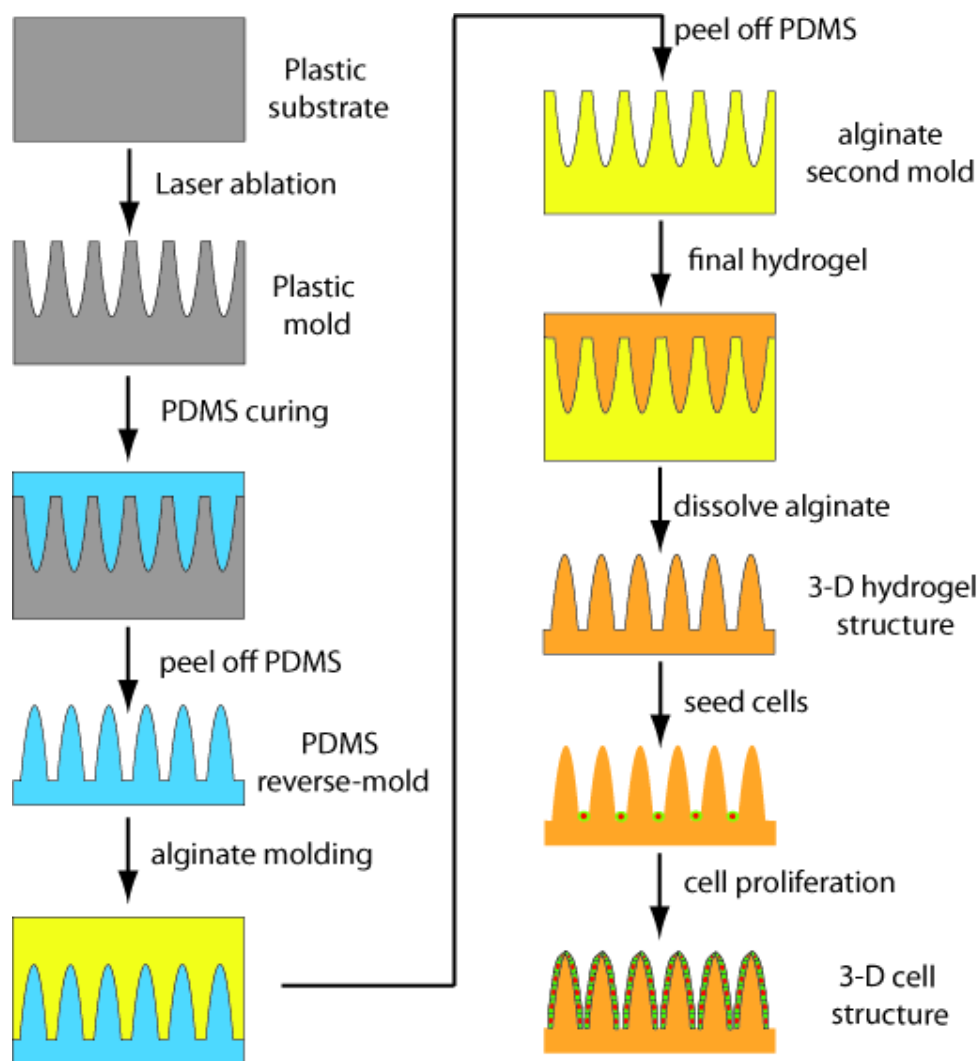 Plastic
substrate
Laser ablation
Plastic
mold
PDMS curing
peel off PDMS
PDMS
reverse-mold
alginate molding
peel off PDMS
alginate
second mold
final hydrogel
dissolve alginate
3-D hydrogel
structure
seed cells
cell proliferation
3-D cell
structure